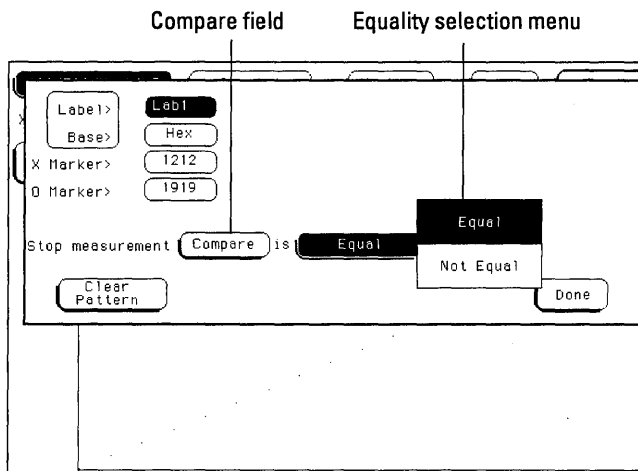 Compare field Equality selection menu
Label> Lab1
Base> Hex
X Marker> 1212
O Marker> 1919
Equal
Stop measurement Compare is Equal
Not Equal
Clear
Pattern
Done